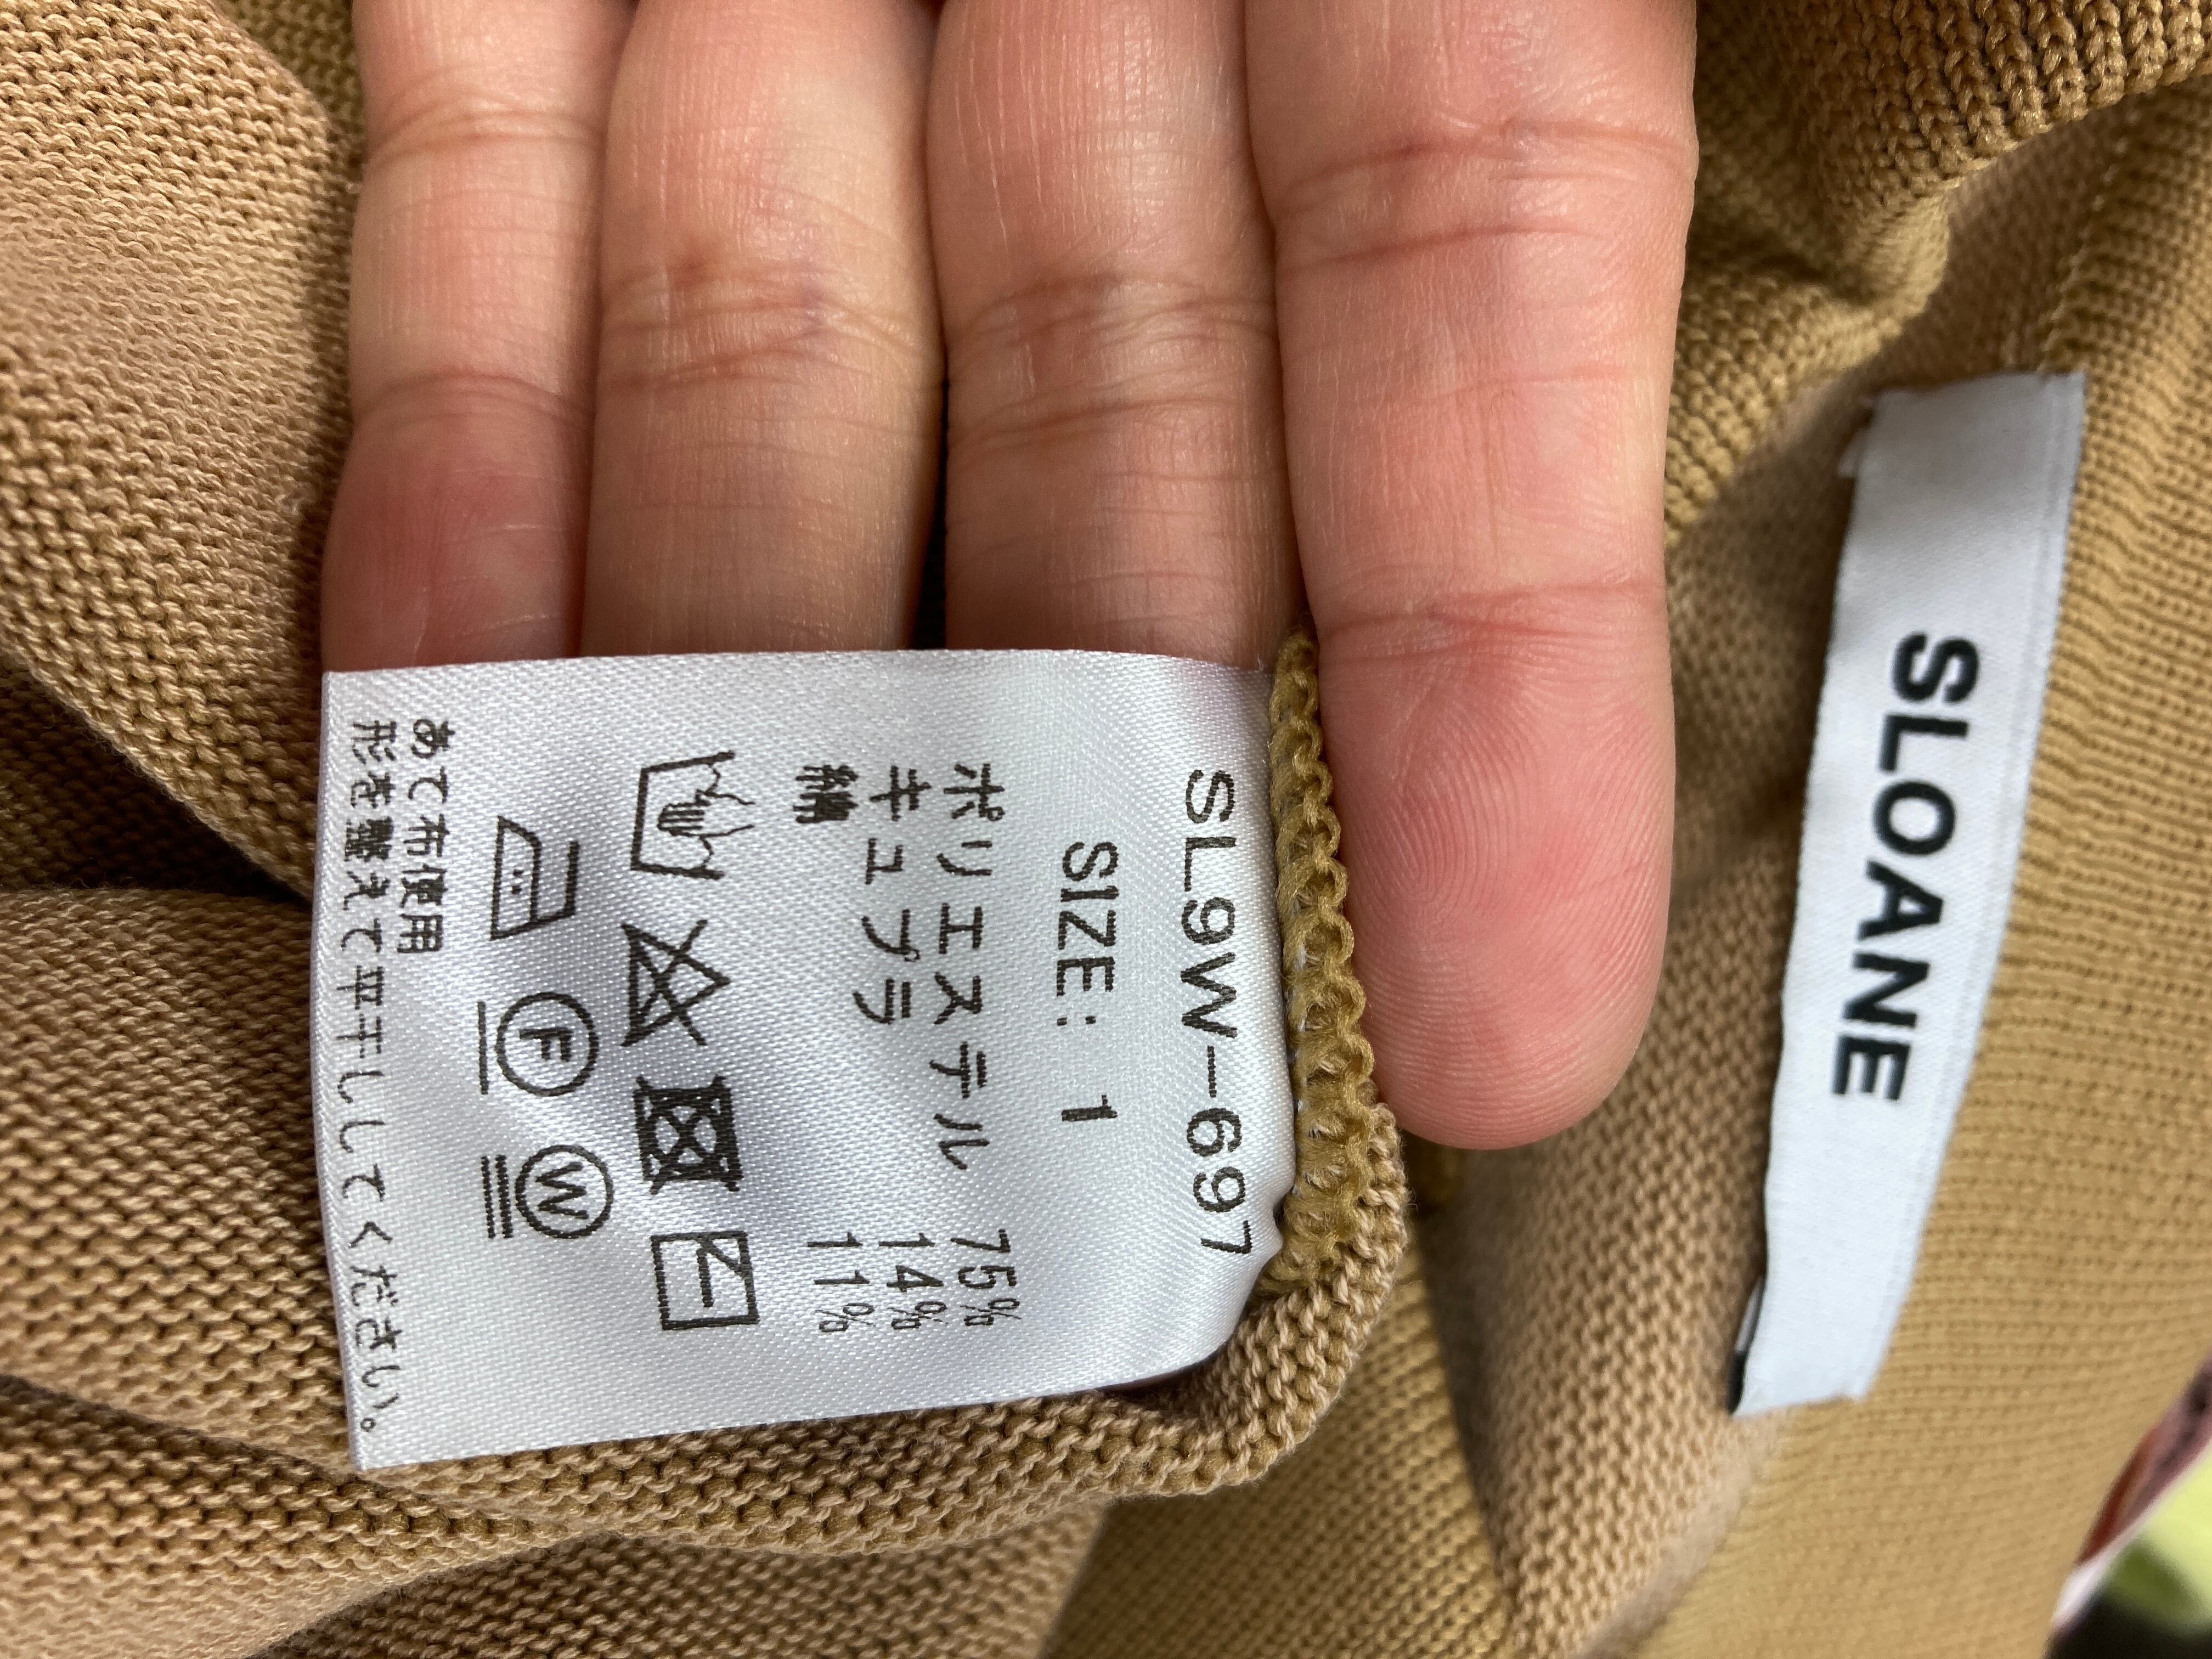 SL9W-697
SIZE: 1
ポリエステル 75%
キュプラ 14%
綿 11%
F
W
あて布使用
形を整えて平干ししてください。
SLOANE